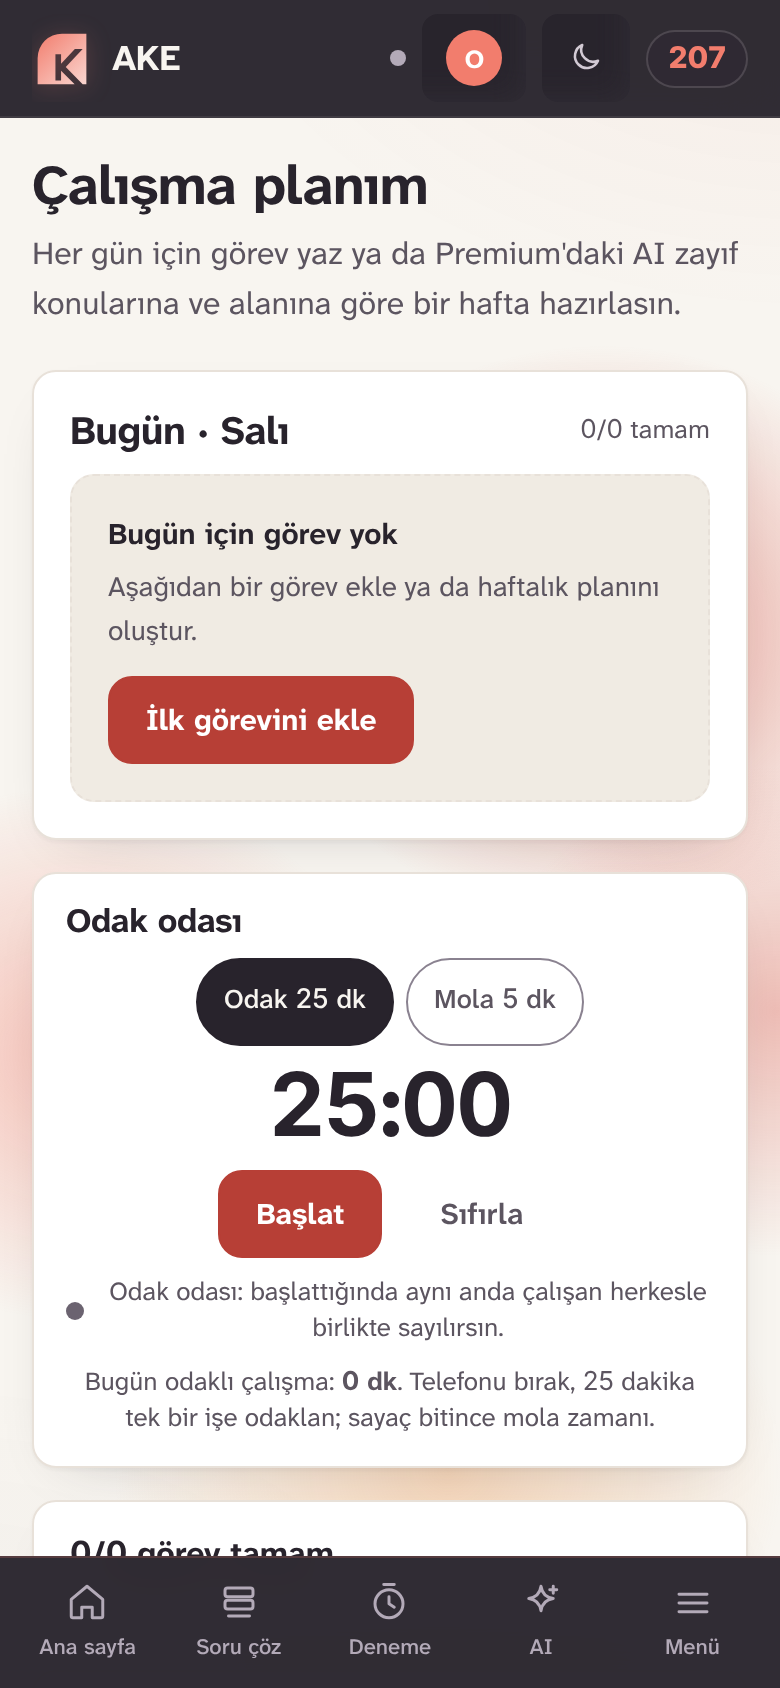 AKE
O
207
Çalışma planım
Her gün için görev yaz ya da Premium'daki AI zayıf
konularına ve alanına göre bir hafta hazırlasın.
Bugün · Salı
0/0 tamam
Bugün için görev yok
Aşağıdan bir görev ekle ya da haftalık planını
oluştur.
İlk görevini ekle
Odak odası
Odak 25 dk
Mola 5 dk
25:00
Başlat
Sıfırla
Odak odası: başlattığında aynı anda çalışan herkesle
birlikte sayılırsın.
Bugün odaklı çalışma: 0 dk. Telefonu bırak, 25 dakika
tek bir işe odaklan; sayaç bitince mola zamanı.
0/0 görev tamam
Ana sayfa
Soru çöz
Deneme
AI
Menü